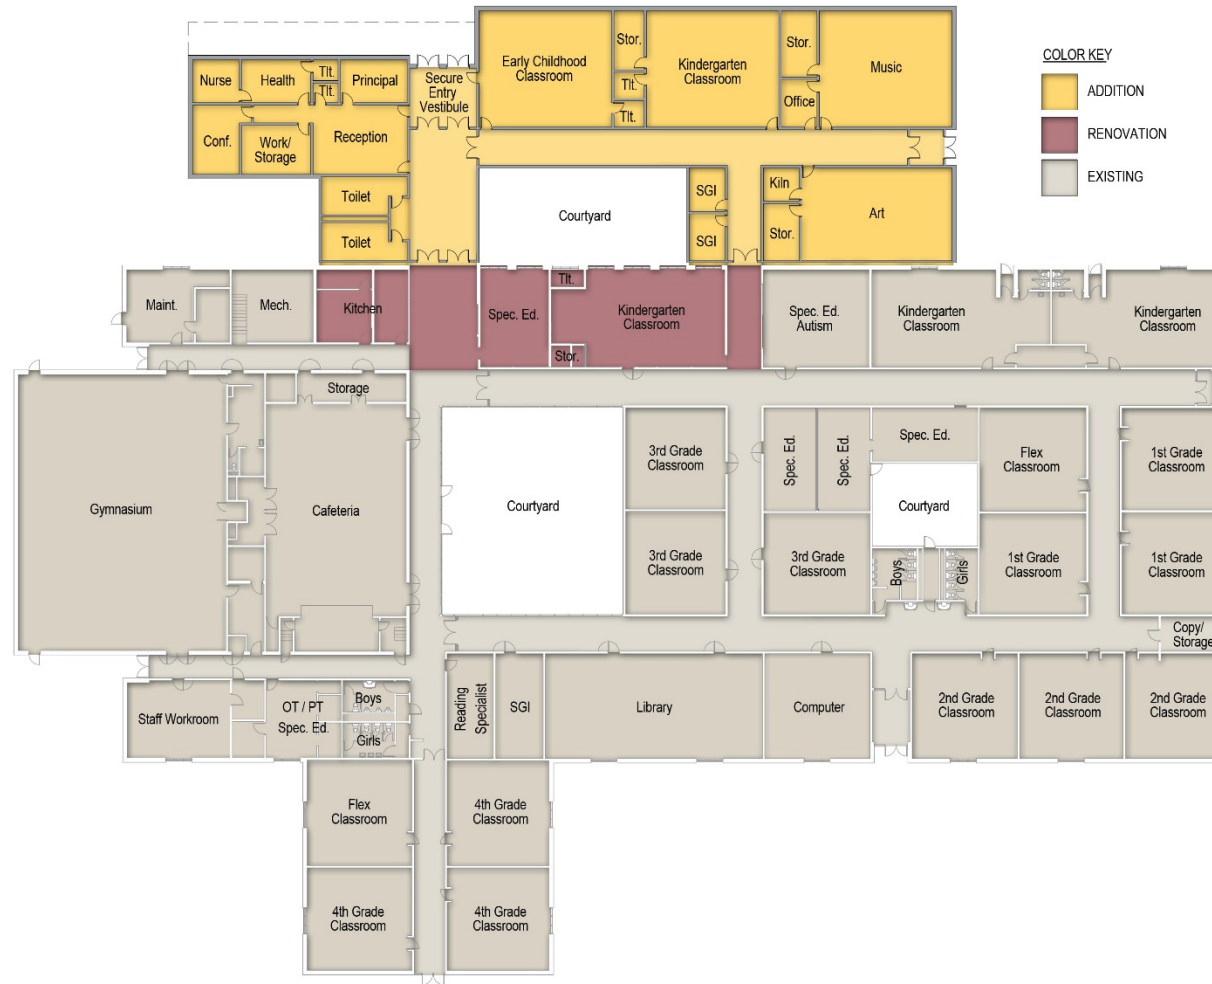 Early Childhood
Classroom
Stor.
Kindergarten
Classroom
Stor.
Music
COLOR KEY
ADDITION
RENOVATION
EXISTING
Nurse
Health
Tlt.
Tlt.
Principal
Secure
Entry
Vestibule
Tlt.
Tlt.
Office
Conf.
Work/
Storage
Reception
Toilet
Toilet
Courtyard
SGI
SGI
Kiln
Stor.
Art
Maint.
Mech.
Kitchen
Spec. Ed.
Tlt.
Kindergarten
Classroom
Stor.
Spec. Ed.
Autism
Kindergarten
Classroom
Kindergarten
Classroom
Storage
Gymnasium
Cafeteria
Courtyard
3rd Grade
Classroom
3rd Grade
Classroom
Spec. Ed.
Spec. Ed.
Spec. Ed.
Flex
Classroom
1st Grade
Classroom
Courtyard
3rd Grade
Classroom
Boys
Girls
1st Grade
Classroom
1st Grade
Classroom
Copy/
Storage
Staff Workroom
OT / PT
Spec. Ed.
Boys
Girls
Reading
Specialist
SGI
Library
Computer
2nd Grade
Classroom
2nd Grade
Classroom
2nd Grade
Classroom
Flex
Classroom
4th Grade
Classroom
4th Grade
Classroom
4th Grade
Classroom